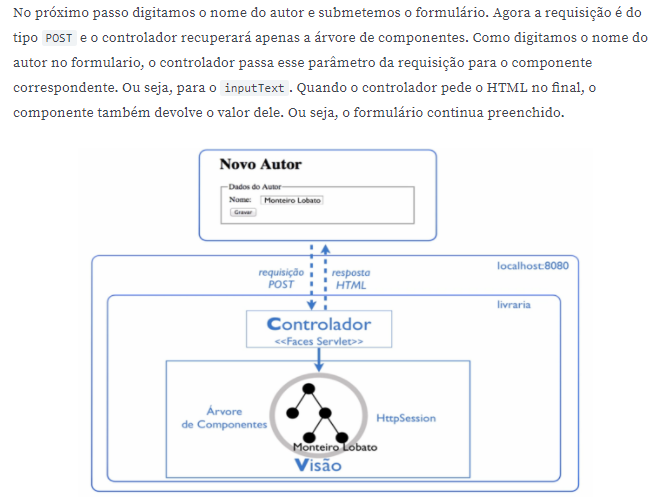 No próximo passo digitamos o nome do autor e submetemos o formulário. Agora a requisição é do
tipo POST e o controlador recuperará apenas a árvore de componentes. Como digitamos o nome do
autor no formulario, o controlador passa esse parâmetro da requisição para o componente
correspondente. Ou seja, para o inputText. Quando o controlador pede o HTML no final, o
componente também devolve o valor dele. Ou seja, o formulário continua preenchido.
Novo Autor
Dados do Autor
Nome: Monteiro Lobato
Gravar
localhost:8080
requisição POST
resposta HTML
livraria
Controlador
<<Faces Servlet>>
Árvore
de Componentes
HttpSession
Monteiro Lobato
Visão